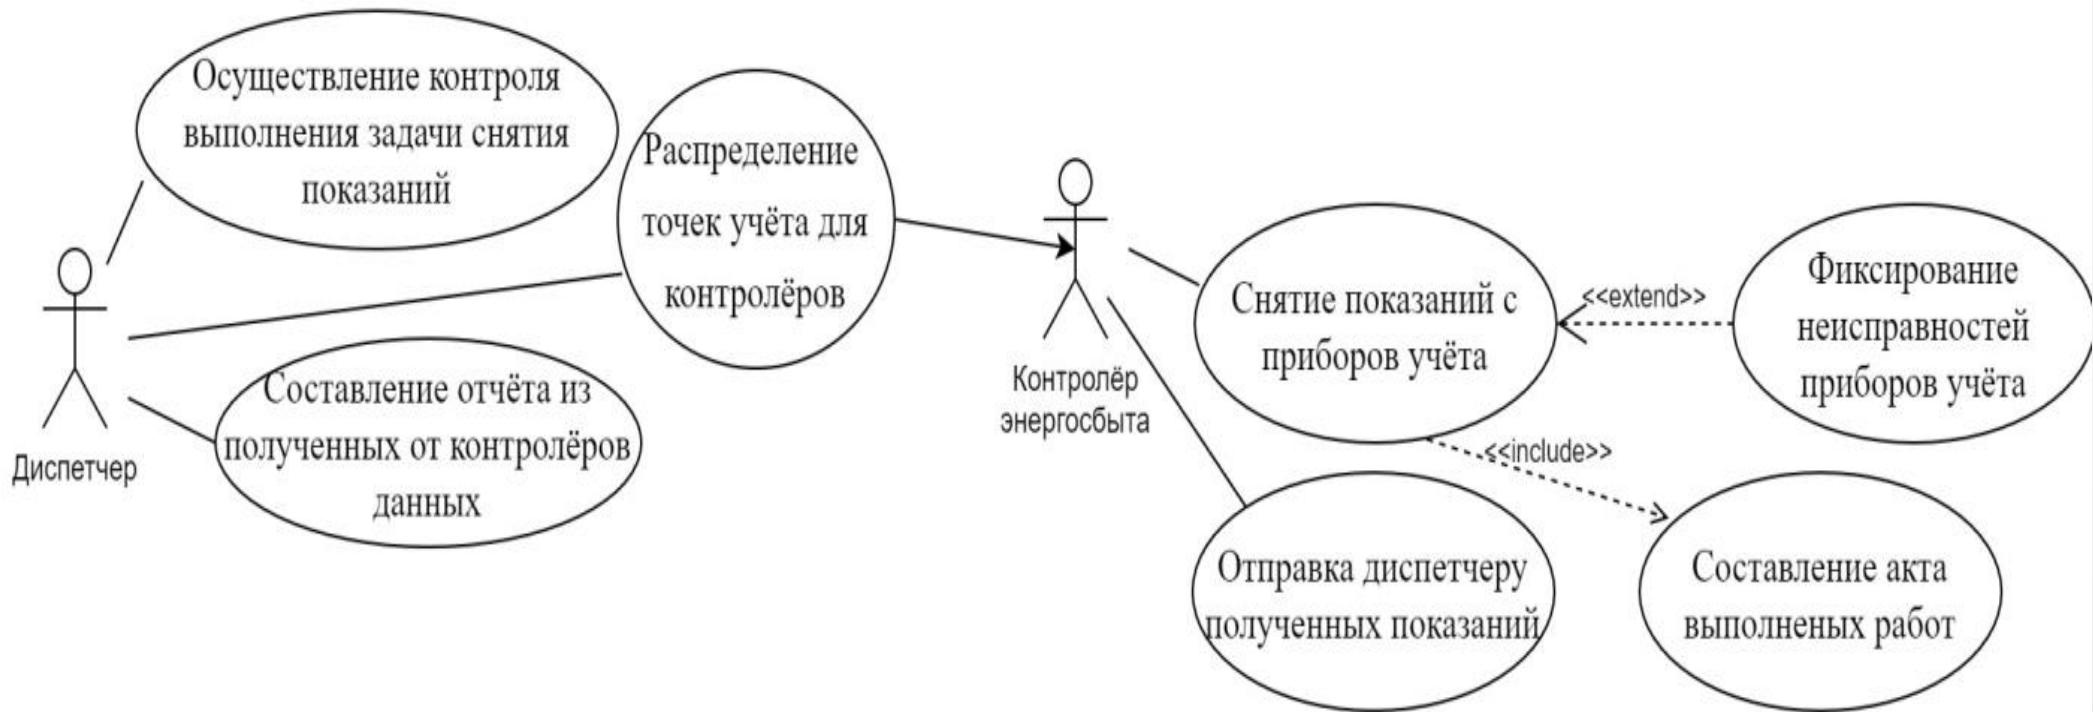 Осуществление контроля
выполнения задачи снятия
показаний
Распределение
точек учёта для
контролёров
Составление отчёта из
полученных от контролёров
данных
Диспетчер
Контролёр
энергосбыта
Снятие показаний с
приборов учёта
<<extend>>
Фиксирование
неисправностей
приборов учёта
<<include>>
Отправка диспетчеру
полученных показаний
Составление акта
выполненых работ